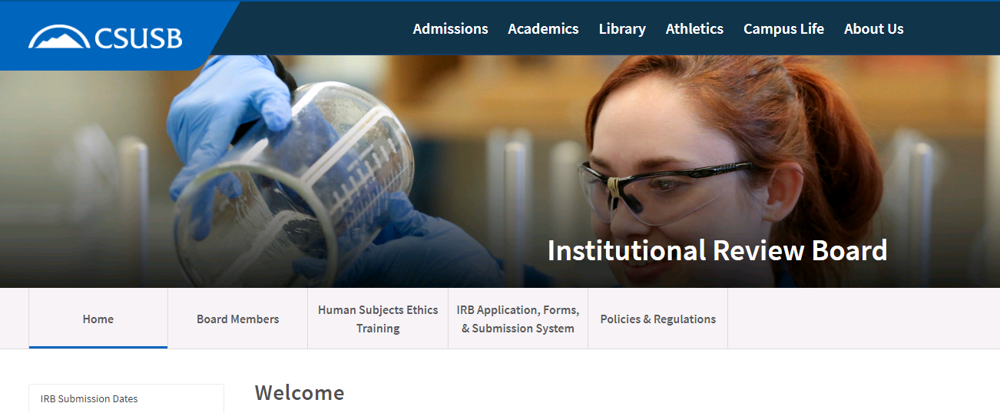 CSUSB
Admissions Academics Library Athletics Campus Life About Us
Institutional Review Board
Home
Board Members
Human Subjects Ethics
Training
IRB Application, Forms,
& Submission System
Policies & Regulations
IRB Submission Dates
Welcome